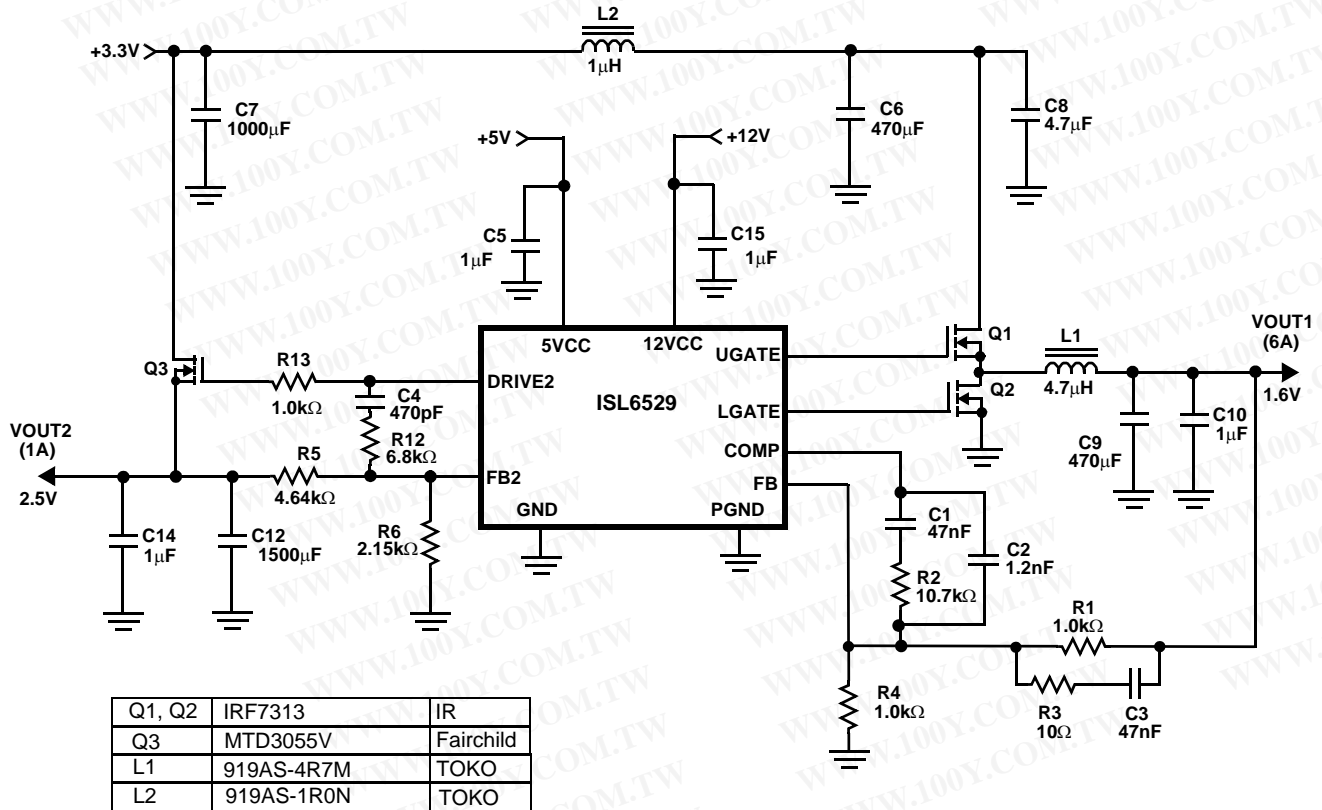 L2
+3.3V
1μH
C7
1000μF
C6
470μF
C8
4.7μF
+5V
+12V
C5
1μF
C15
1μF
5VCC
12VCC
UGATE
Q1
L1
4.7μH
VOUT1
(6A)
1.6V
Q3
R13
1.0kΩ
DRIVE2
C4
470pF
R12
6.8kΩ
ISL6529
LGATE
Q2
C9
470μF
C10
1μF
VOUT2
(1A)
2.5V
R5
4.64kΩ
FB2
COMP
FB
GND
PGND
C14
1μF
C12
1500μF
R6
2.15kΩ
C1
47nF
C2
1.2nF
R2
10.7kΩ
R1
1.0kΩ
R4
1.0kΩ
R3
10Ω
C3
47nF
Q1, Q2 IRF7313 IR
Q3 MTD3055V Fairchild
L1 919AS-4R7M TOKO
L2 919AS-1R0N TOKO
WWW.100Y.COM.TW